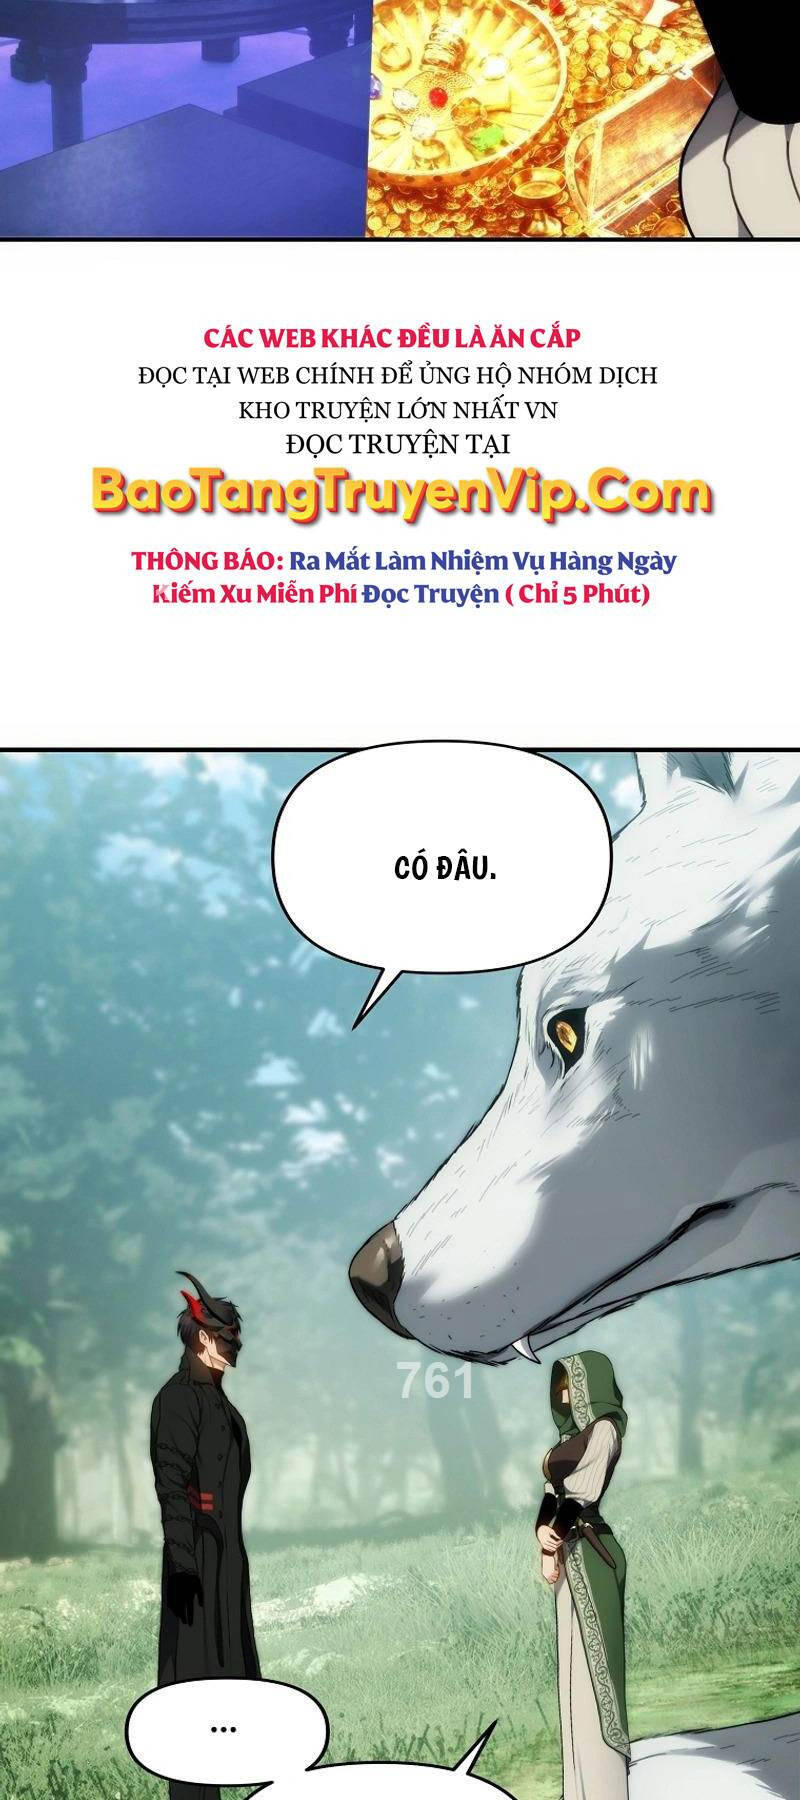 CÁC WEB KHÁC ĐỀU LÀ ĂN CẮP
ĐỌC TẠI WEB CHÍNH ĐỂ ỦNG HỘ NHÓM DỊCH
KHO TRUYỆN LỚN NHẤT VN
ĐỌC TRUYỆN TẠI
BaoTangTruyenVip.Com
THÔNG BÁO: Ra Mắt Làm Nhiệm Vụ Hàng Ngày
Kiếm Xu Miễn Phí Đọc Truyện ( Chỉ 5 Phút)
CÓ ĐÂU.
761
...